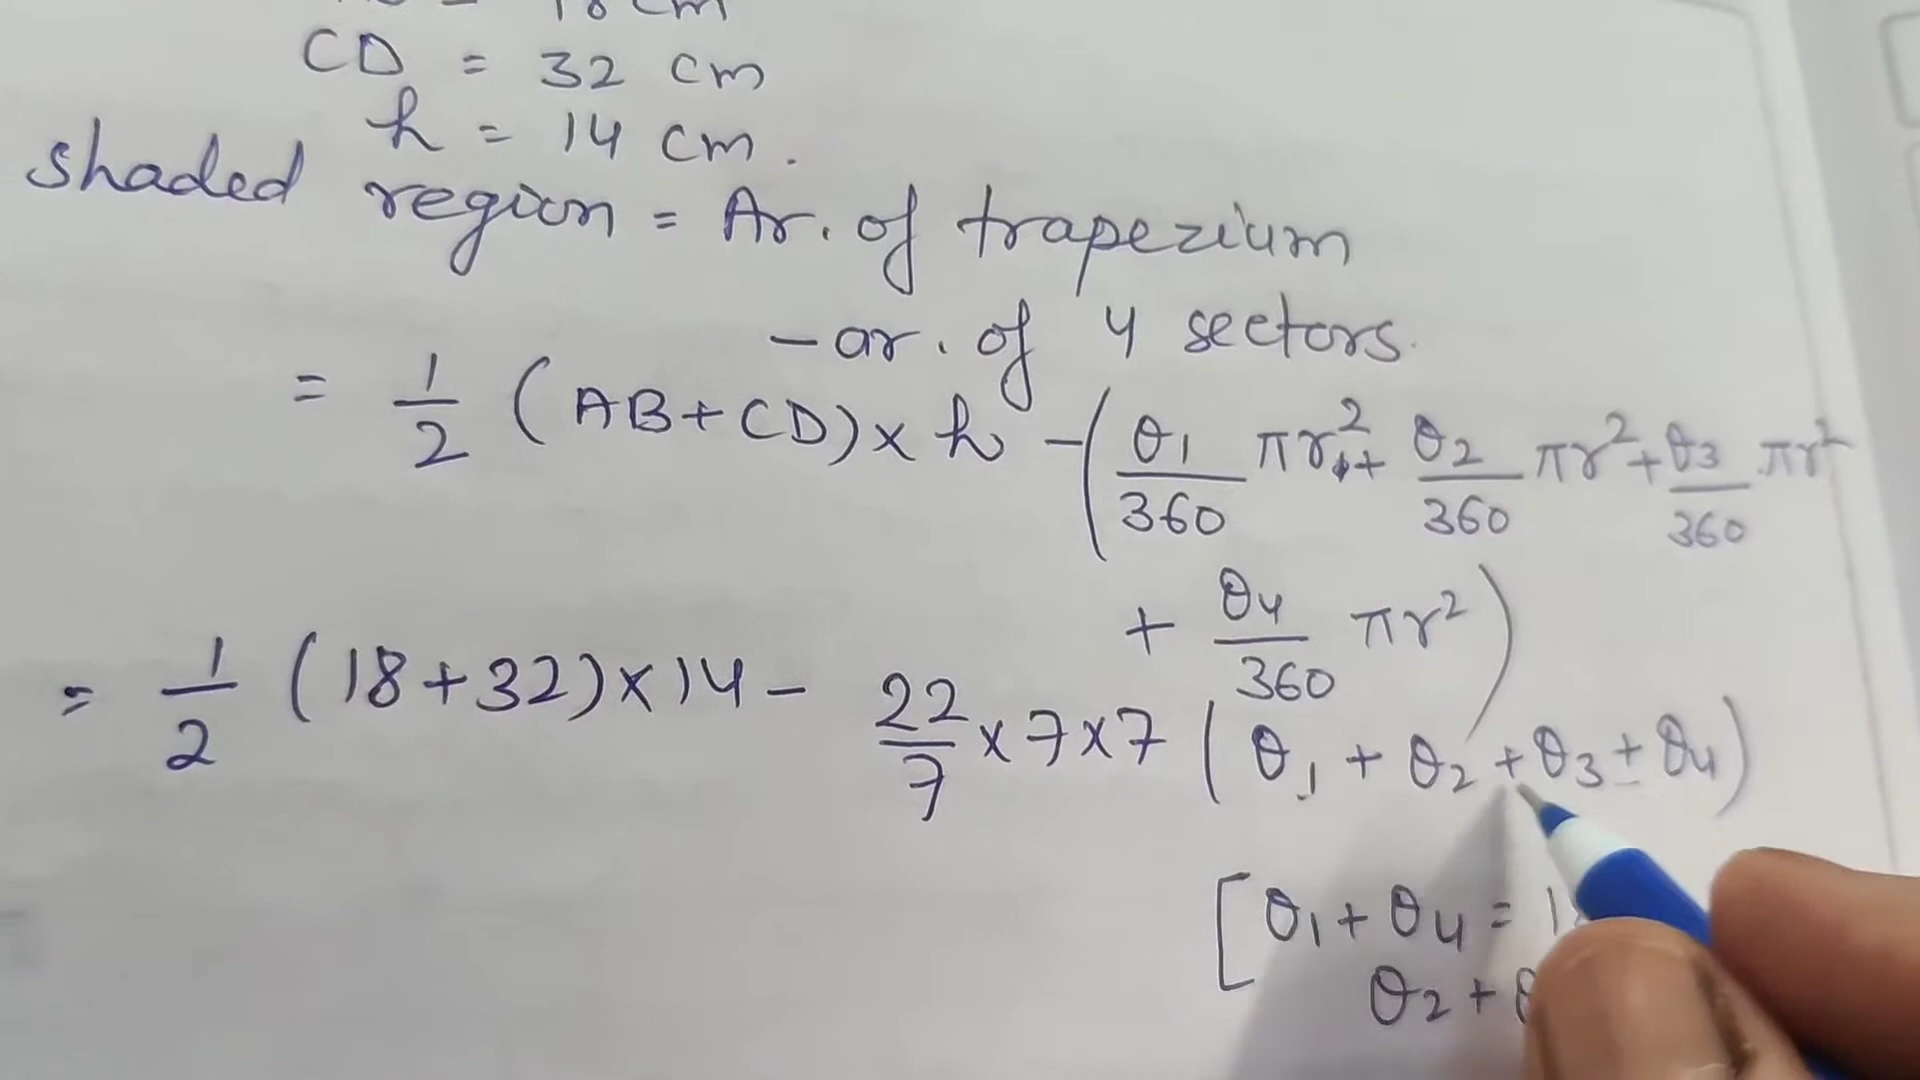 CD = 32 cm
h = 14 cm.
shaded region = Ar. of trapezium
- ar. of 4 sectors.
= 1/2 (AB+CD) x h - (θ1/360 πr² + θ2/360 πr² + θ3/360 πr²
+ θ4/360 πr²)
= 1/2 (18+32) x 14 - 22/7 x 7 x 7 (θ1 + θ2 + θ3 + θ4)
[θ1 + θ4 =
θ2 +